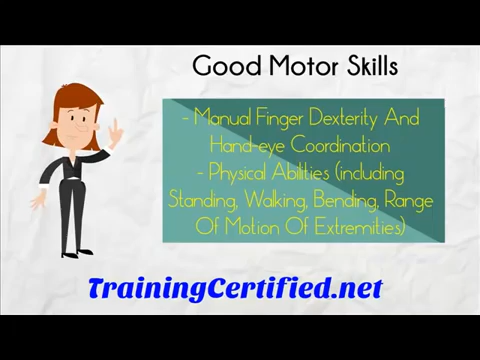 Good Motor Skills
- Manual Finger Dexterity And
Hand-eye Coordination
- Physical Abilities (including
Standing, Walking, Bending, Range
Of Motion Of Extremities)
TrainingCertified.net